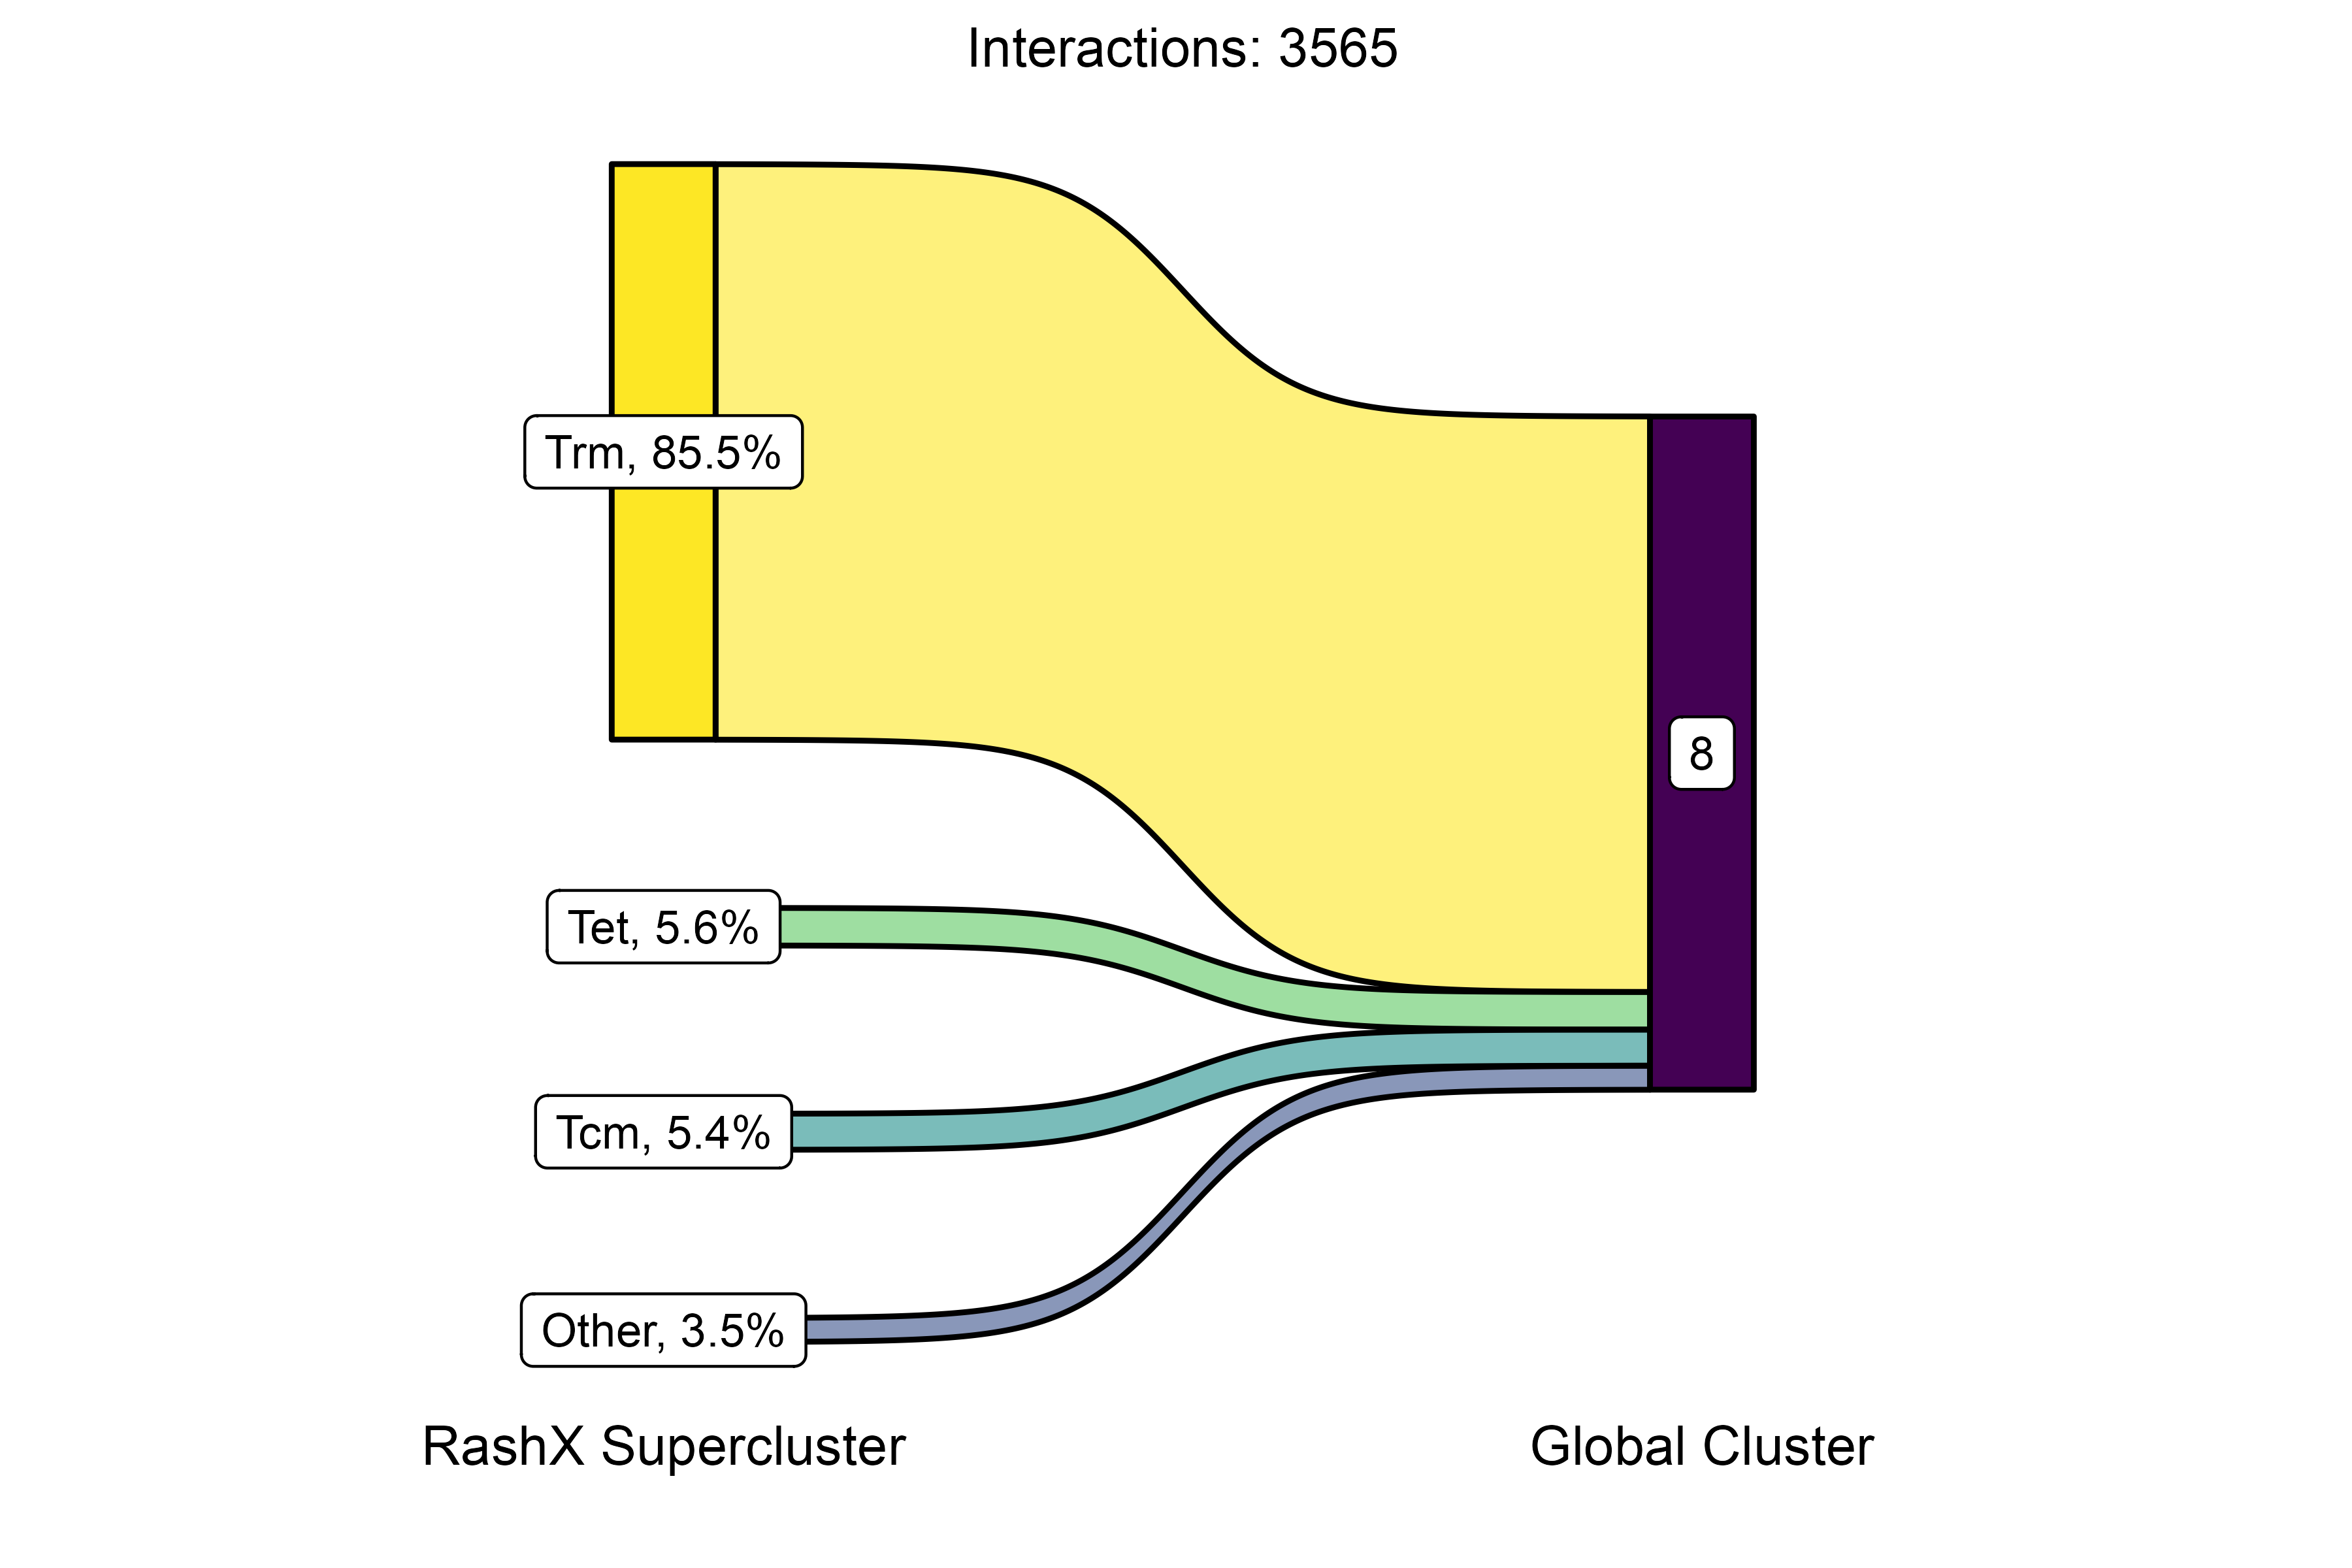 Interactions: 3565
Trm, 85.5%
8
Tet, 5.6%
Tcm, 5.4%
Other, 3.5%
RashX Supercluster
Global Cluster